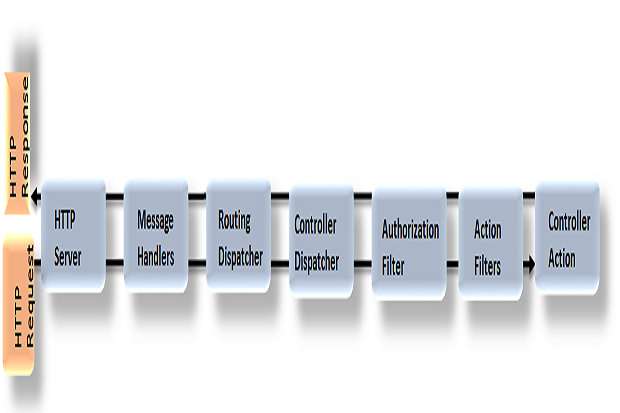 HTTP
Response
HTTP
Request
HTTP
Server
Message
Handlers
Routing
Dispatcher
Controller
Dispatcher
Authorization
Filter
Action
Filters
Controller
Action